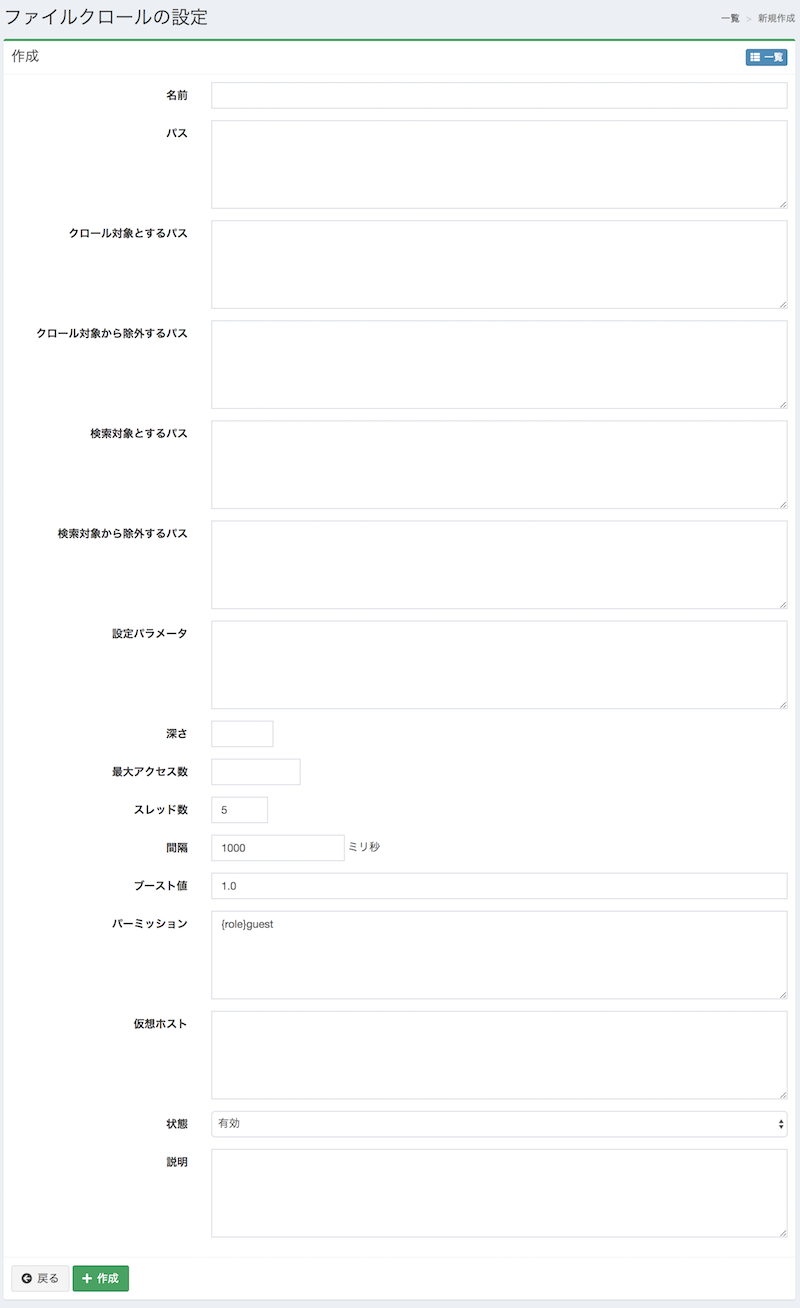 ファイルクロールの設定
一覧 > 新規作成
作成
一覧
名前
パス
クロール対象とするパス
クロール対象から除外するパス
検索対象とするパス
検索対象から除外するパス
設定パラメータ
深さ
最大アクセス数
スレッド数 5
間隔 1000 ミリ秒
ブースト値 1.0
パーミッション {role}guest
仮想ホスト
状態 有効
説明
戻る
作成